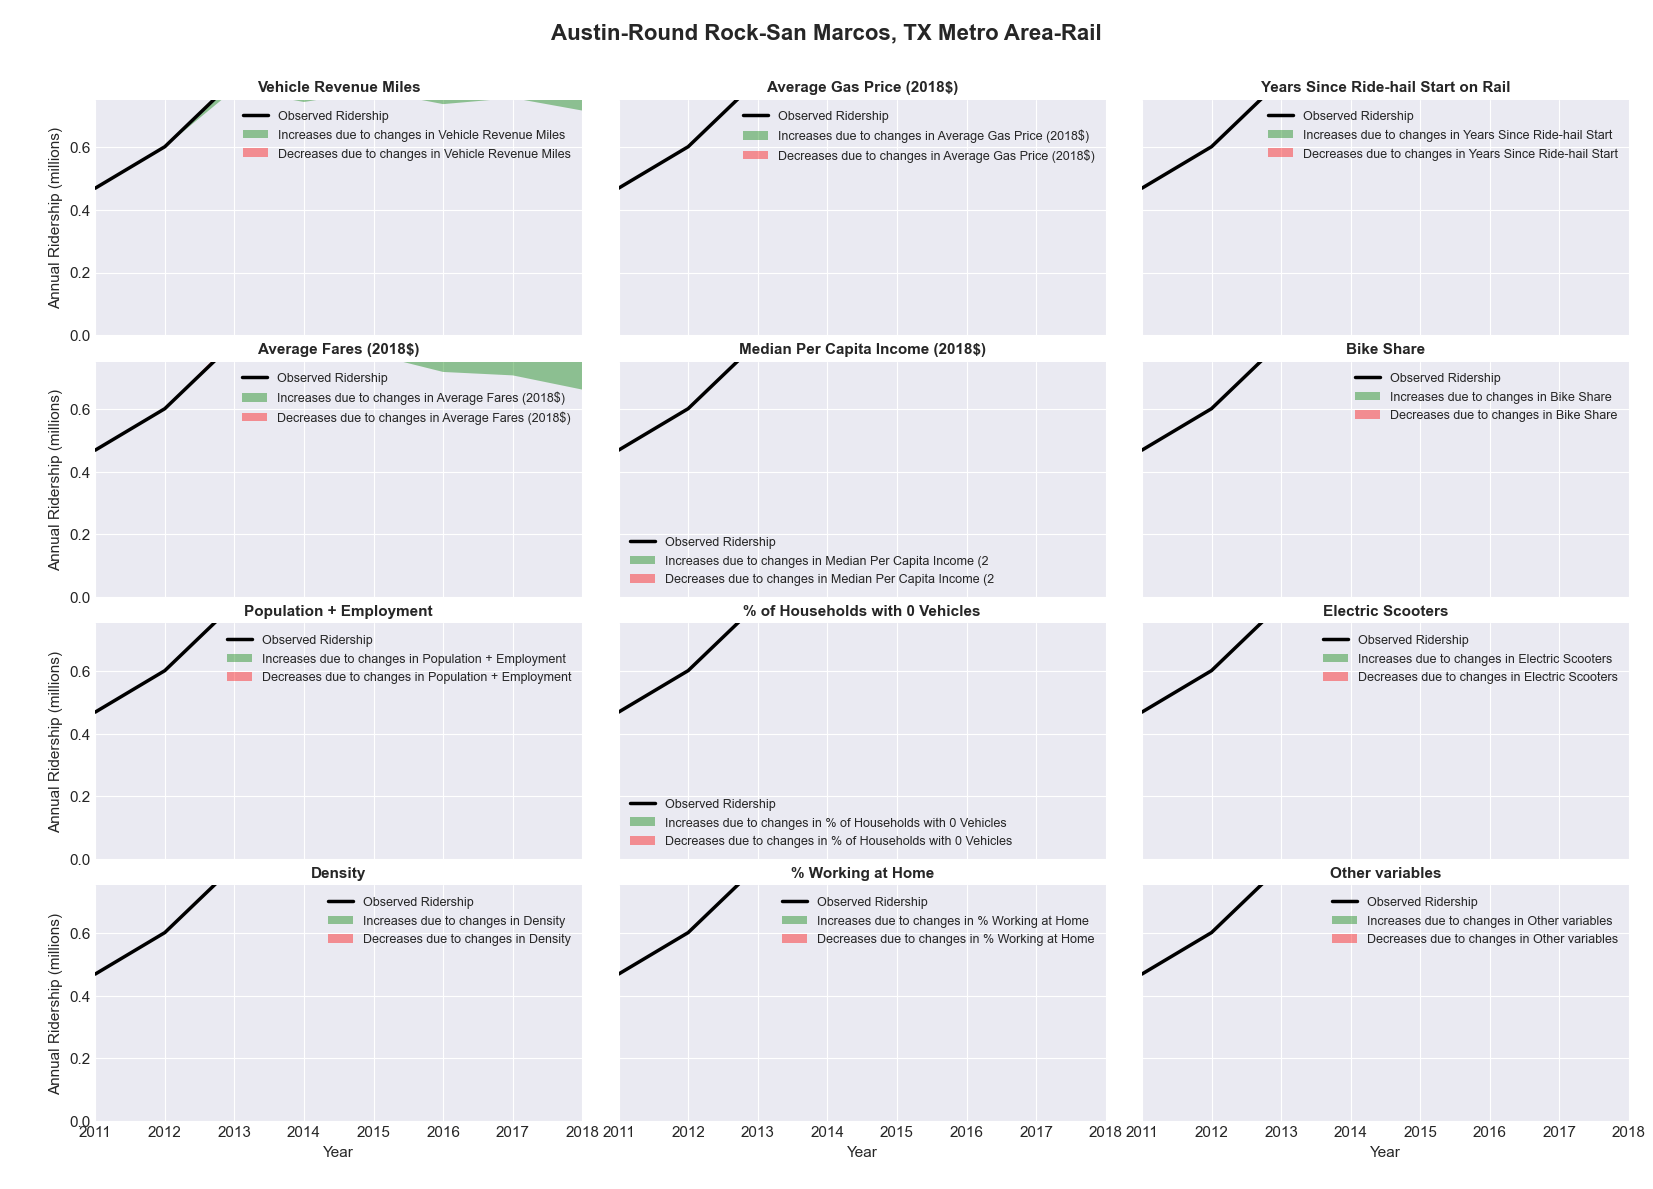 Austin-Round Rock-San Marcos, TX Metro Area-Rail
Vehicle Revenue Miles
Annual Ridership (millions)
0.6
0.4
0.2
0.0
Observed Ridership
Increases due to changes in Vehicle Revenue Miles
Decreases due to changes in Vehicle Revenue Miles
Average Gas Price (2018$)
Observed Ridership
Increases due to changes in Average Gas Price (2018$)
Decreases due to changes in Average Gas Price (2018$)
Years Since Ride-hail Start on Rail
Observed Ridership
Increases due to changes in Years Since Ride-hail Start
Decreases due to changes in Years Since Ride-hail Start
Average Fares (2018$)
Annual Ridership (millions)
0.6
0.4
0.2
0.0
Observed Ridership
Increases due to changes in Average Fares (2018$)
Decreases due to changes in Average Fares (2018$)
Median Per Capita Income (2018$)
Observed Ridership
Increases due to changes in Median Per Capita Income (2
Decreases due to changes in Median Per Capita Income (2
Bike Share
Observed Ridership
Increases due to changes in Bike Share
Decreases due to changes in Bike Share
Population + Employment
Annual Ridership (millions)
0.6
0.4
0.2
0.0
Observed Ridership
Increases due to changes in Population + Employment
Decreases due to changes in Population + Employment
% of Households with 0 Vehicles
Observed Ridership
Increases due to changes in % of Households with 0 Vehicles
Decreases due to changes in % of Households with 0 Vehicles
Electric Scooters
Observed Ridership
Increases due to changes in Electric Scooters
Decreases due to changes in Electric Scooters
Density
Annual Ridership (millions)
0.6
0.4
0.2
0.0
Observed Ridership
Increases due to changes in Density
Decreases due to changes in Density
2011 2012 2013 2014 2015 2016 2017 2018
Year
% Working at Home
Observed Ridership
Increases due to changes in % Working at Home
Decreases due to changes in % Working at Home
2011 2012 2013 2014 2015 2016 2017 2018
Year
Other variables
Observed Ridership
Increases due to changes in Other variables
Decreases due to changes in Other variables
2011 2012 2013 2014 2015 2016 2017 2018
Year